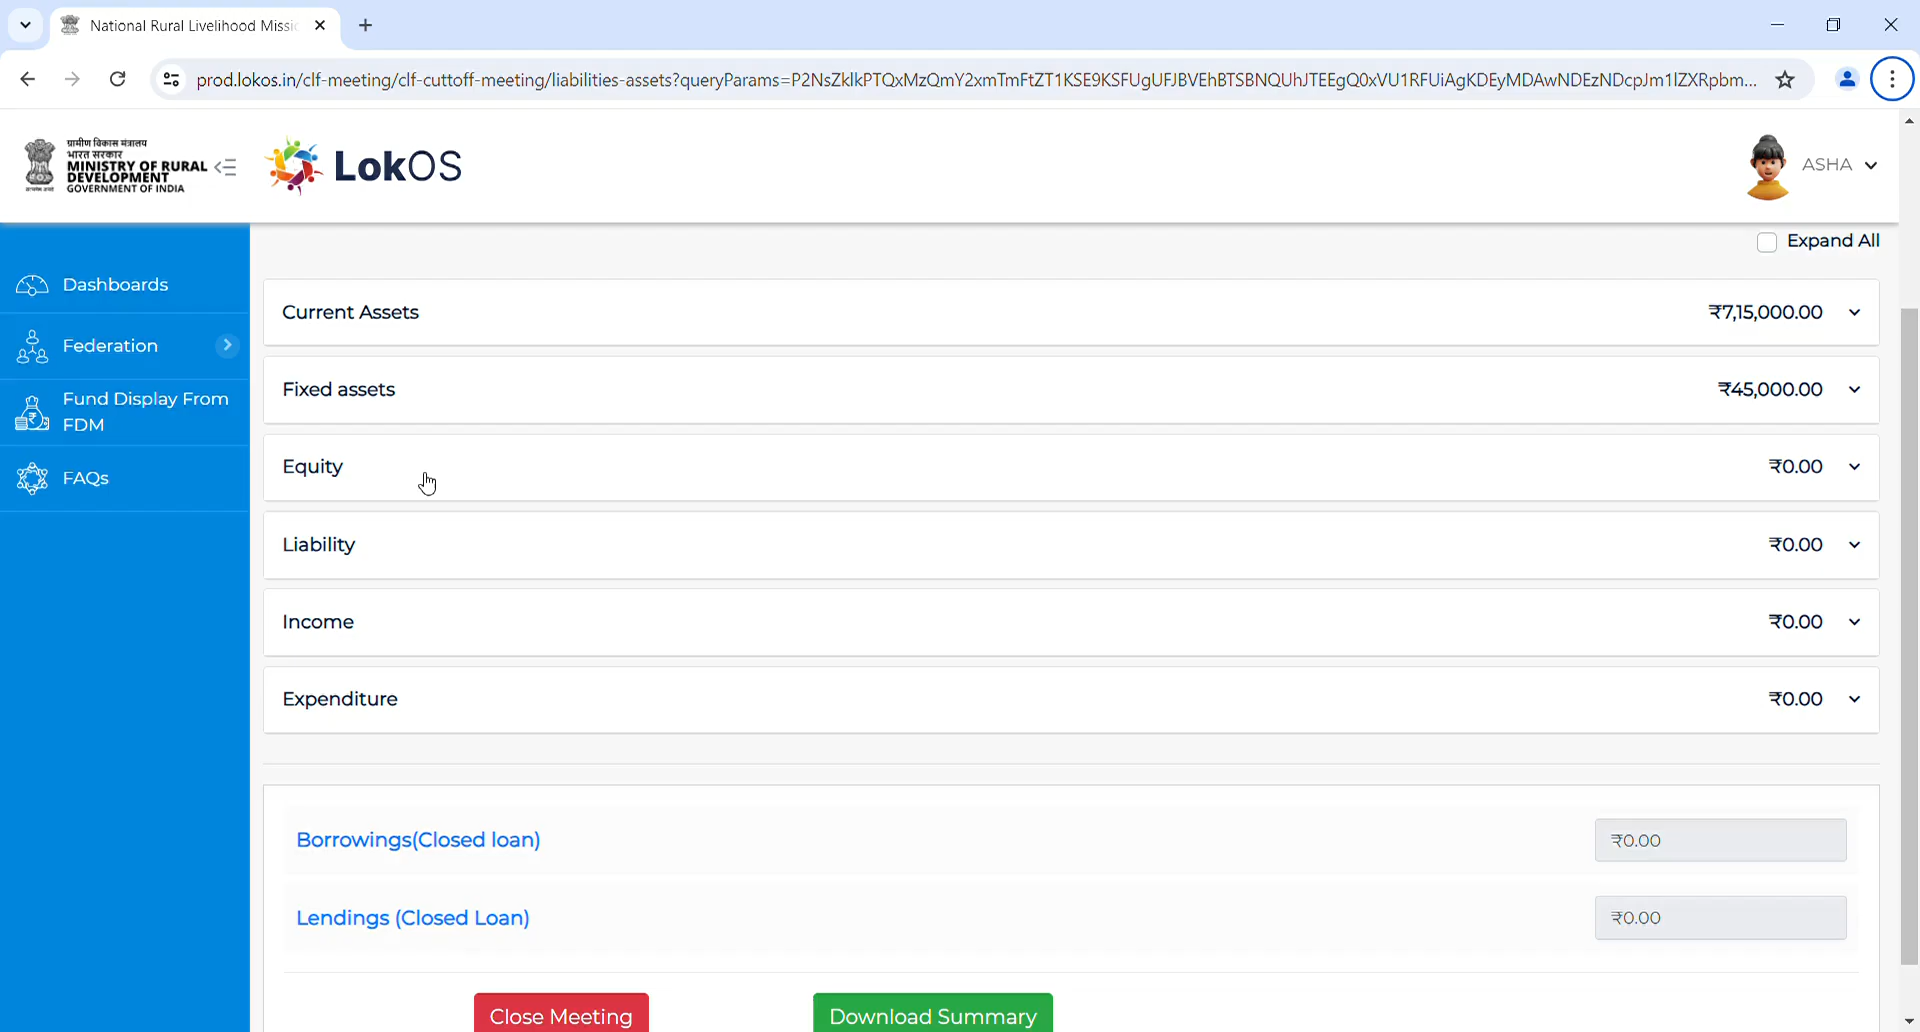 National Rural Livelihood Missi
prod.lokos.in/clf-meeting/clf-cuttoff-meeting/liabilities-assets?queryParams=P2NsZklkPTQxMzQmY2xmTmFtZT1KSE9KSFUgUFJBVEhBTSBNQUhJTEEgQ0xVU1RFUiAgKDEyMDAwNDEzNDcpJm1lZXRpbm...
ग्रामीण विकास मंत्रालय
भारत सरकार
MINISTRY OF RURAL
DEVELOPMENT
GOVERNMENT OF INDIA
LokOS
ASHA
Dashboards
Federation
Fund Display From
FDM
FAQs
Expand All
Current Assets ₹7,15,000.00
Fixed assets ₹45,000.00
Equity ₹0.00
Liability ₹0.00
Income ₹0.00
Expenditure ₹0.00
Borrowings(Closed loan) ₹0.00
Lendings (Closed Loan) ₹0.00
Close Meeting Download Summary